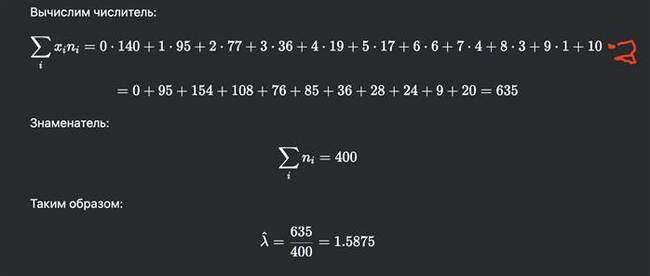 Вычислим числитель:
∑ᵢ xᵢnᵢ = 0 · 140 + 1 · 95 + 2 · 77 + 3 · 36 + 4 · 19 + 5 · 17 + 6 · 6 + 7 · 4 + 8 · 3 + 9 · 1 + 10 · 2
= 0 + 95 + 154 + 108 + 76 + 85 + 36 + 28 + 24 + 9 + 20 = 635
Знаменатель:
∑ᵢ nᵢ = 400
Таким образом:
λ̂ = 635/400 = 1.5875